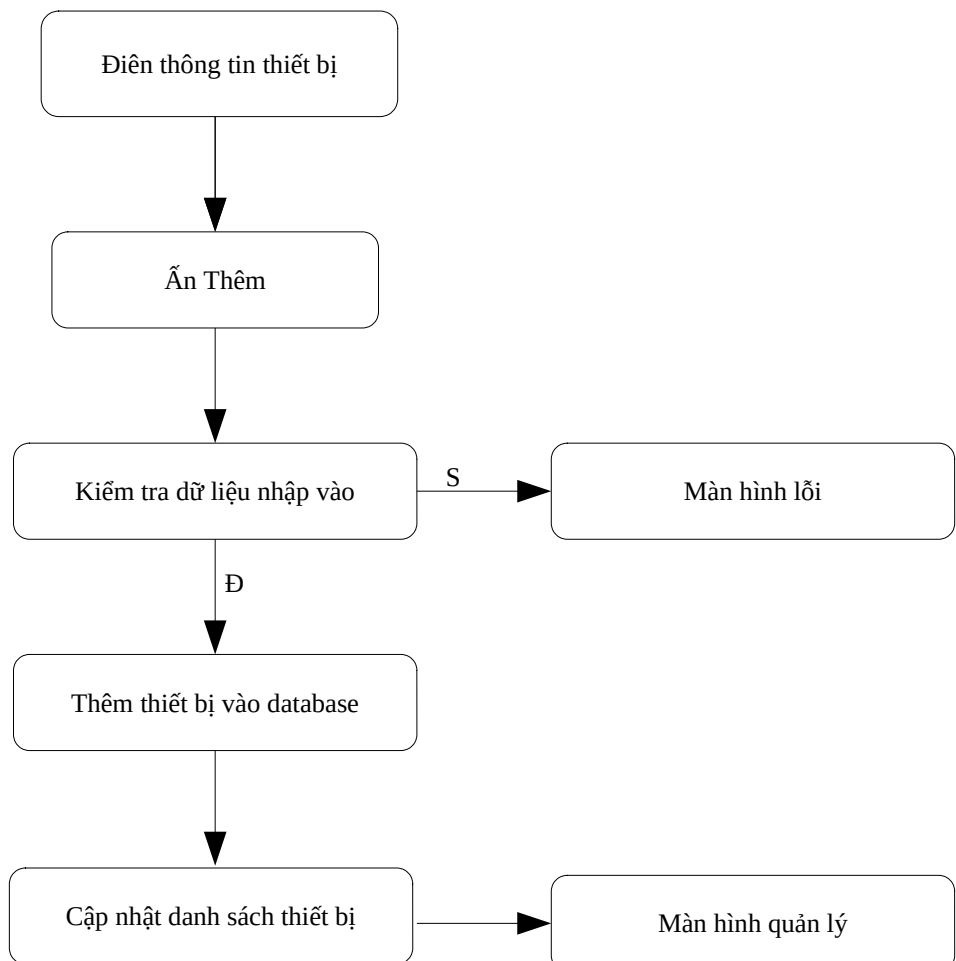 Điên thông tin thiết bị
Ấn Thêm
Kiểm tra dữ liệu nhập vào
S
Màn hình lỗi
Đ
Thêm thiết bị vào database
Cập nhật danh sách thiết bị
Màn hình quản lý